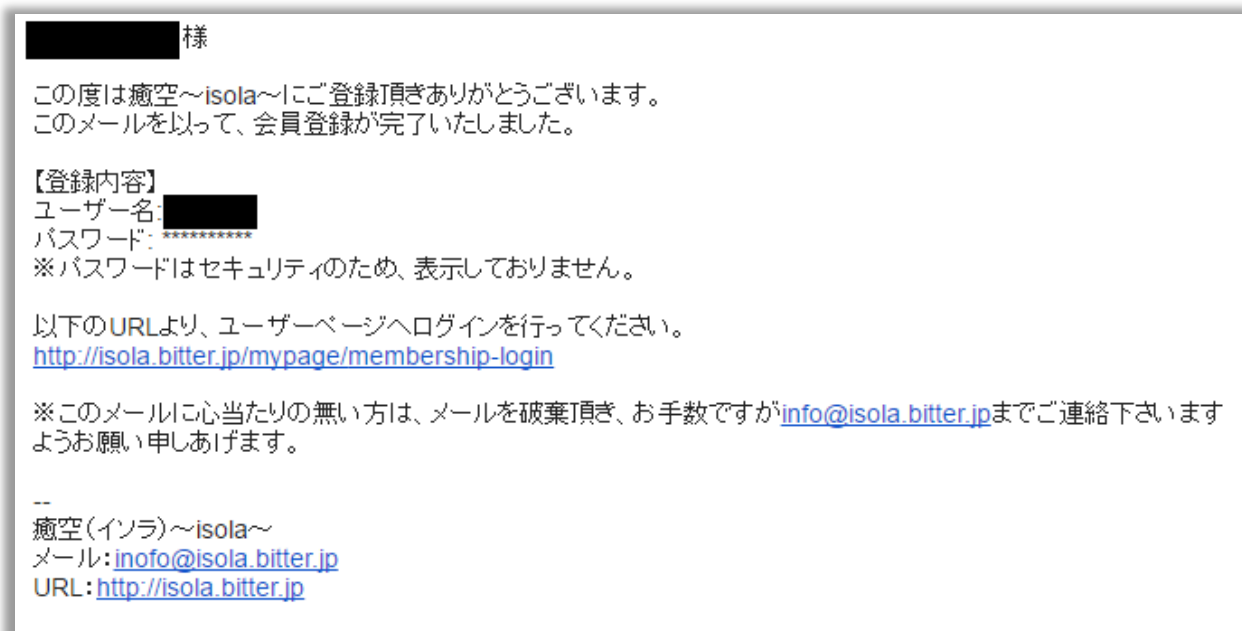 様
この度は癒空～isola～にご登録頂きありがとうございます。
このメールを以って、会員登録が完了いたしました。
【登録内容】
ユーザー名:
パスワード: **********
※パスワードはセキュリティのため、表示しておりません。
以下のURLより、ユーザーページへログインを行ってください。
http://isola.bitter.jp/mypage/membership-login
※このメールに心当たりの無い方は、メールを破棄頂き、お手数ですがinfo@isola.bitter.jpまでご連絡下さいます
ようお願い申しあげます。
--
癒空(イソラ)～isola～
メール：inofo@isola.bitter.jp
URL：http://isola.bitter.jp